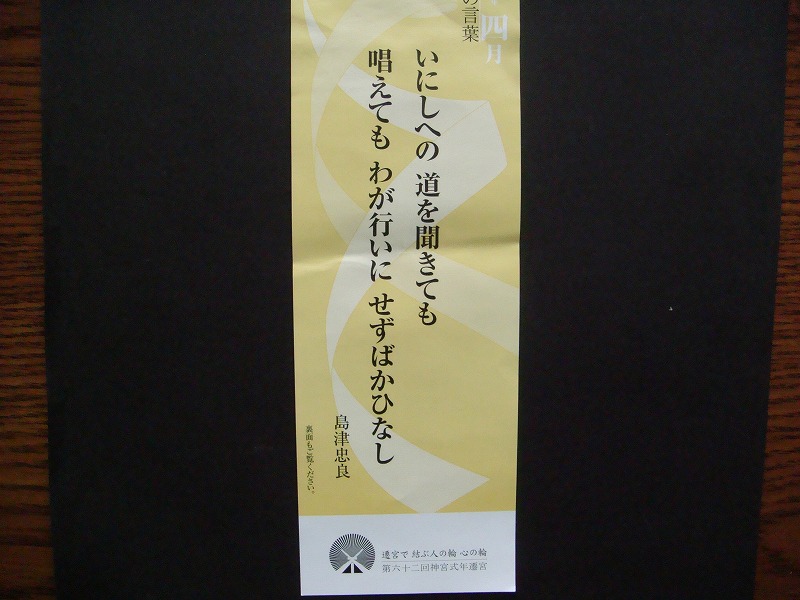 四月
の言葉
いにしへの 道を聞きても
唱えても わが行いに せずばかひなし
島津忠良
裏面もご覧ください。
遷宮で 結ぶ人の輪 心の輪
第六十二回神宮式年遷宮